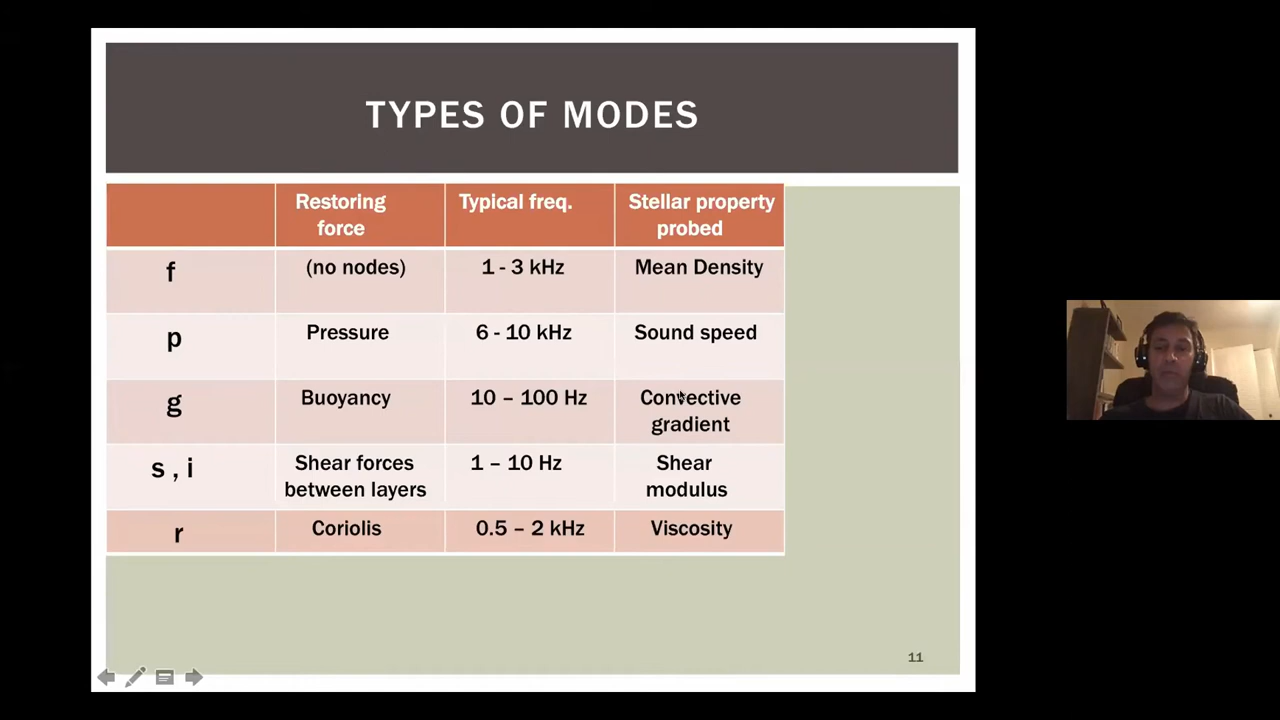 TYPES OF MODES
Restoring
force
Typical freq.
Stellar property
probed
f
(no nodes)
1 - 3 kHz
Mean Density
p
Pressure
6 - 10 kHz
Sound speed
g
Buoyancy
10 – 100 Hz
Convective
gradient
s , i
Shear forces
between layers
1 – 10 Hz
Shear
modulus
r
Coriolis
0.5 – 2 kHz
Viscosity
11